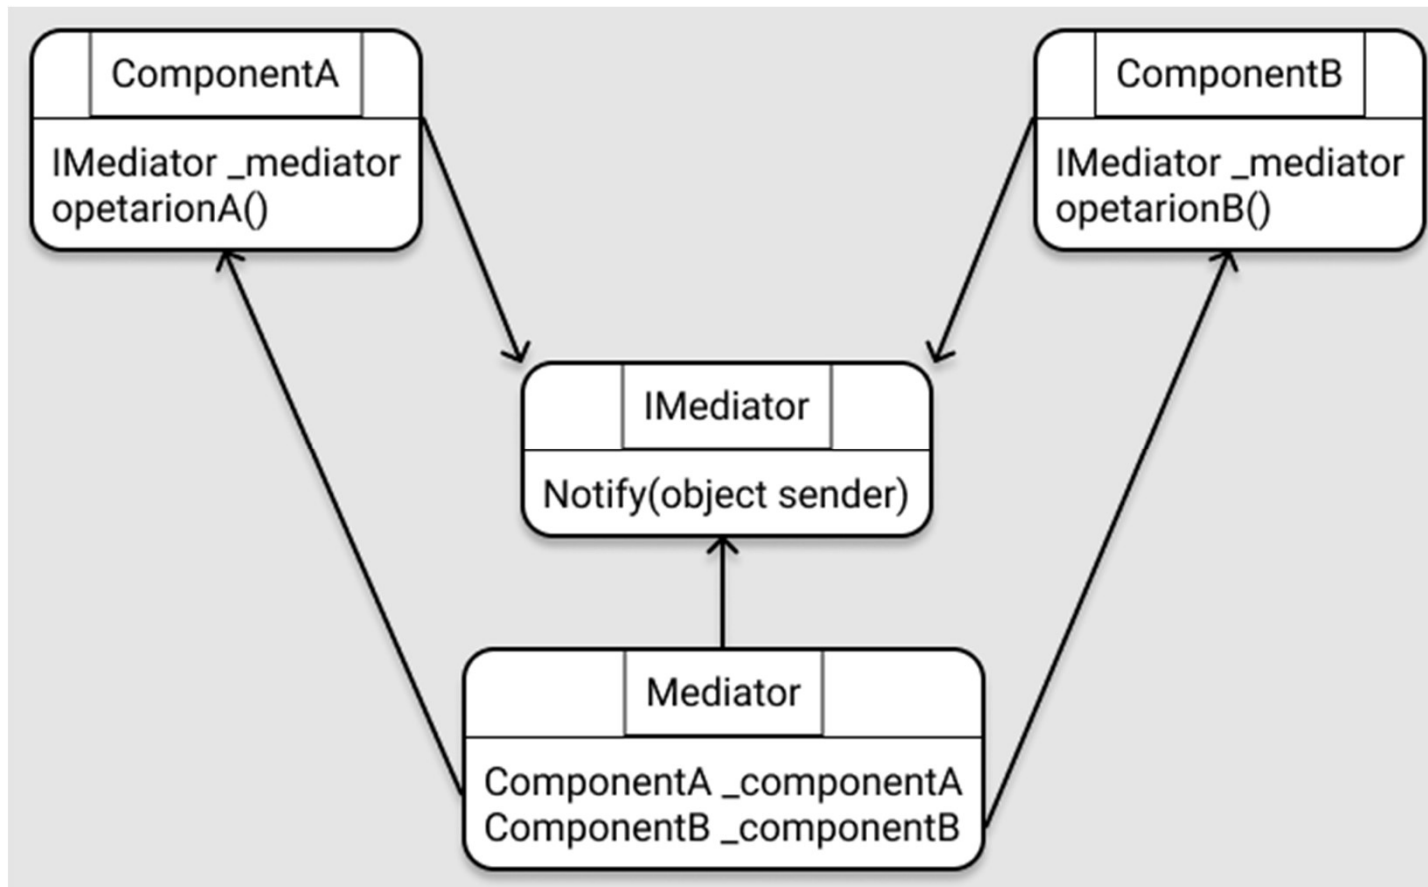 ComponentA
IMediator _mediator
opetarionA()
ComponentB
IMediator _mediator
opetarionB()
IMediator
Notify(object sender)
Mediator
ComponentA _componentA
ComponentB _componentB